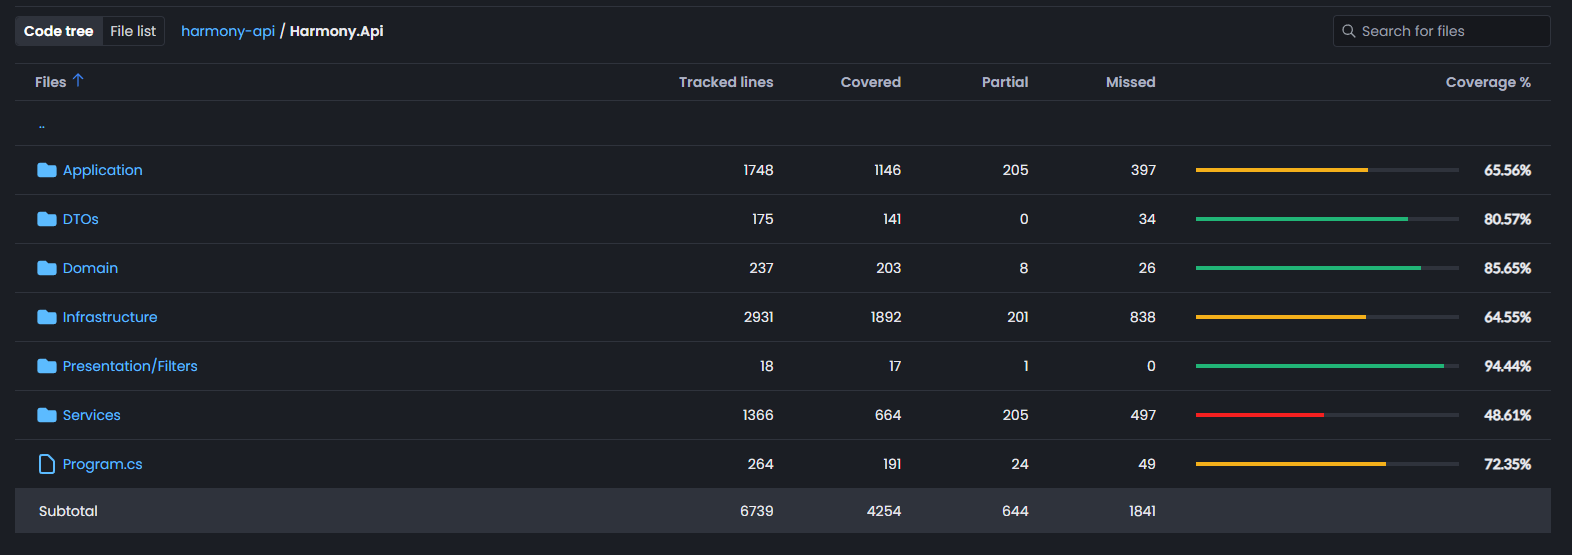 Code tree File list harmony-api / Harmony.Api Search for files
Files ↑ Tracked lines Covered Partial Missed Coverage %
..
Application 1748 1146 205 397 65.56%
DTOs 175 141 0 34 80.57%
Domain 237 203 8 26 85.65%
Infrastructure 2931 1892 201 838 64.55%
Presentation/Filters 18 17 1 0 94.44%
Services 1366 664 205 497 48.61%
Program.cs 264 191 24 49 72.35%
Subtotal 6739 4254 644 1841